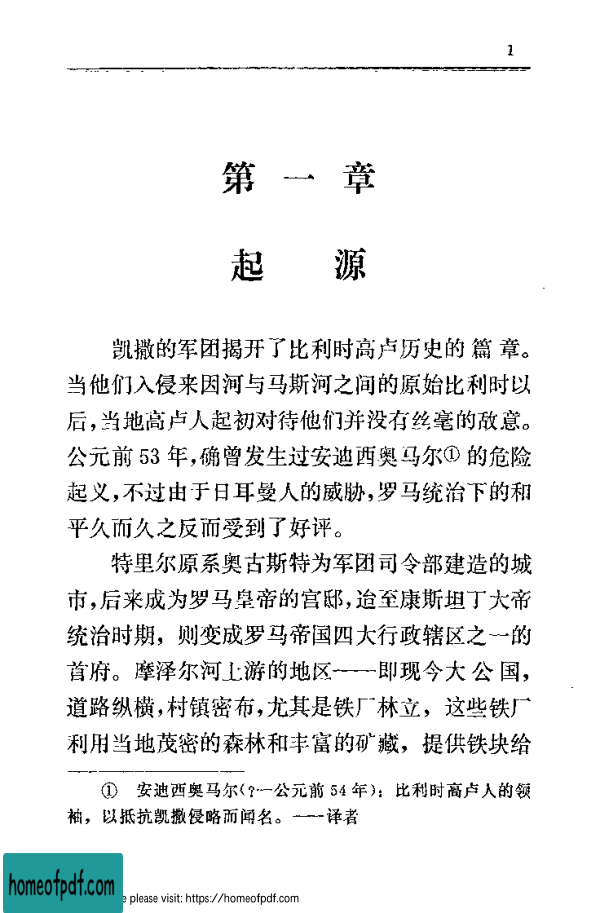 1
第一章
起源
凯撒的军团揭开了比利时高卢历史的篇章。
当他们入侵来因河与马斯河之间的原始比利时以
后,当地高卢人起初对待他们并没有丝毫的敌意。
公元前53年,确曾发生过安迪西奥马尔①的危险
起义,不过由于日耳曼人的威胁,罗马统治下的和
平久而久之反而受到了好评。
特里尔原系奥古斯特为军团司令部建造的城
市,后来成为罗马皇帝的宫邸,迨至康斯坦丁大帝
统治时期,则变成罗马帝国四大行政辖区之一的
首府。摩泽尔河上游的地区——即现今大公国,
道路纵横,村镇密布,尤其是铁厂林立,这些铁厂
利用当地茂密的森林和丰富的矿藏,提供铁块给
① 安迪西奥马尔(?—公元前54年):比利时高卢人的领
袖,以抵抗凯撒侵略而闻名。——译者
homeofpdf.com
e please visit: https://homeofpdf.com